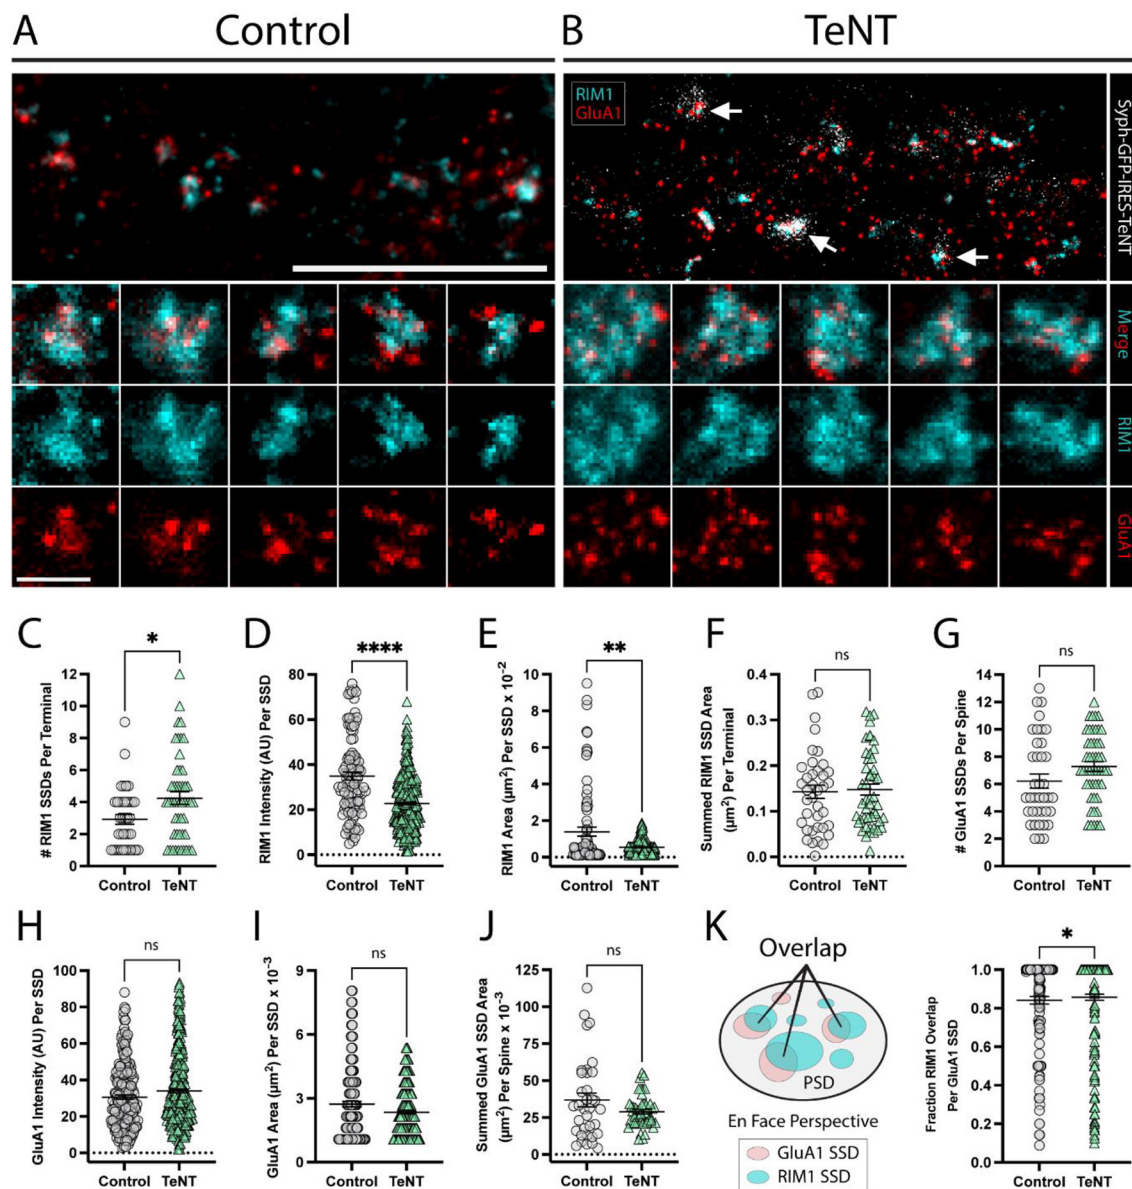 A Control
B TeNT
RIM1
GluA1
Syph-GFP-IRES-TeNT
Merge
RIM1
GluA1
C
*
# RIM1 SSDs Per Terminal
12
10
8
6
4
2
0
Control TeNT
D
****
RIM1 Intensity (AU) Per SSD
80
60
40
20
0
Control TeNT
E
**
RIM1 Area (µm²) Per SSD x 10⁻²
10
8
6
4
2
0
Control TeNT
F
ns
Summed RIM1 SSD Area
(µm²) Per Terminal
0.4
0.3
0.2
0.1
0.0
Control TeNT
G
ns
# GluA1 SSDs Per Spine
14
12
10
8
6
4
2
0
Control TeNT
H
ns
GluA1 Intensity (AU) Per SSD
100
80
60
40
20
0
Control TeNT
I
ns
GluA1 Area (µm²) Per SSD x 10⁻³
9
6
3
0
Control TeNT
J
ns
Summed GluA1 SSD Area
(µm²) Per Spine x 10⁻³
125
100
75
50
25
0
Control TeNT
K
Overlap
PSD
En Face Perspective
GluA1 SSD
RIM1 SSD
*
Fraction RIM1 Overlap
Per GluA1 SSD
1.0
0.8
0.6
0.4
0.2
0.0
Control TeNT